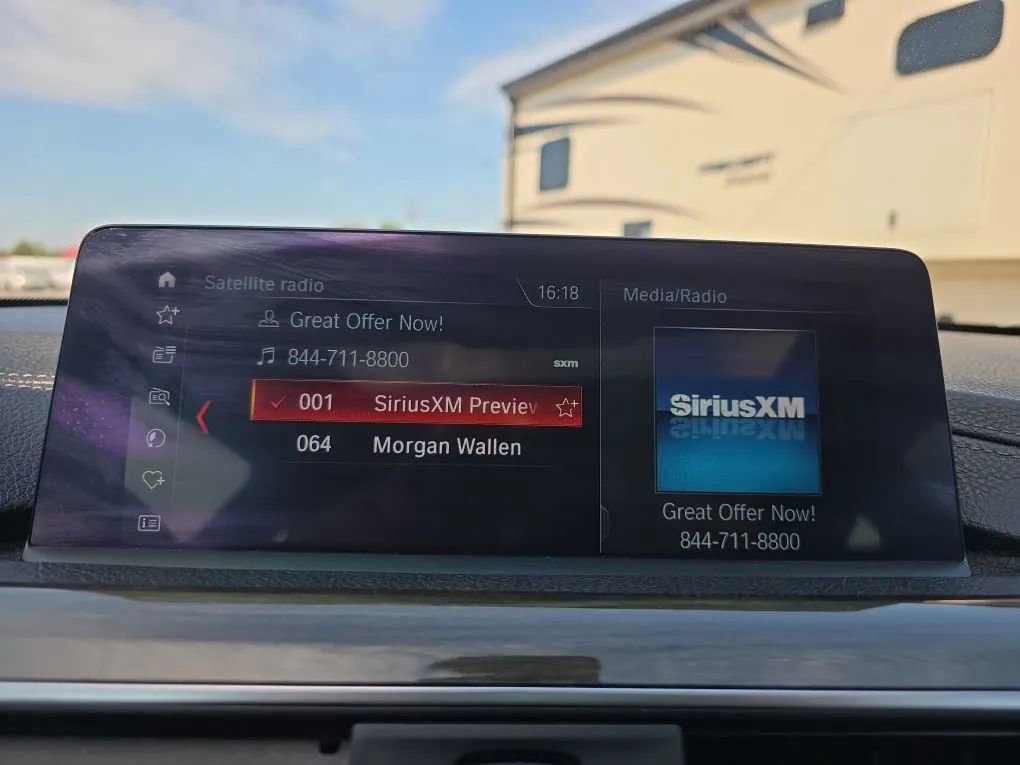 Satellite radio
16:18
Great Offer Now!
844-711-8800
sxm
001 SiriusXM Preview
064 Morgan Wallen
Media/Radio
SiriusXM
Great Offer Now!
844-711-8800